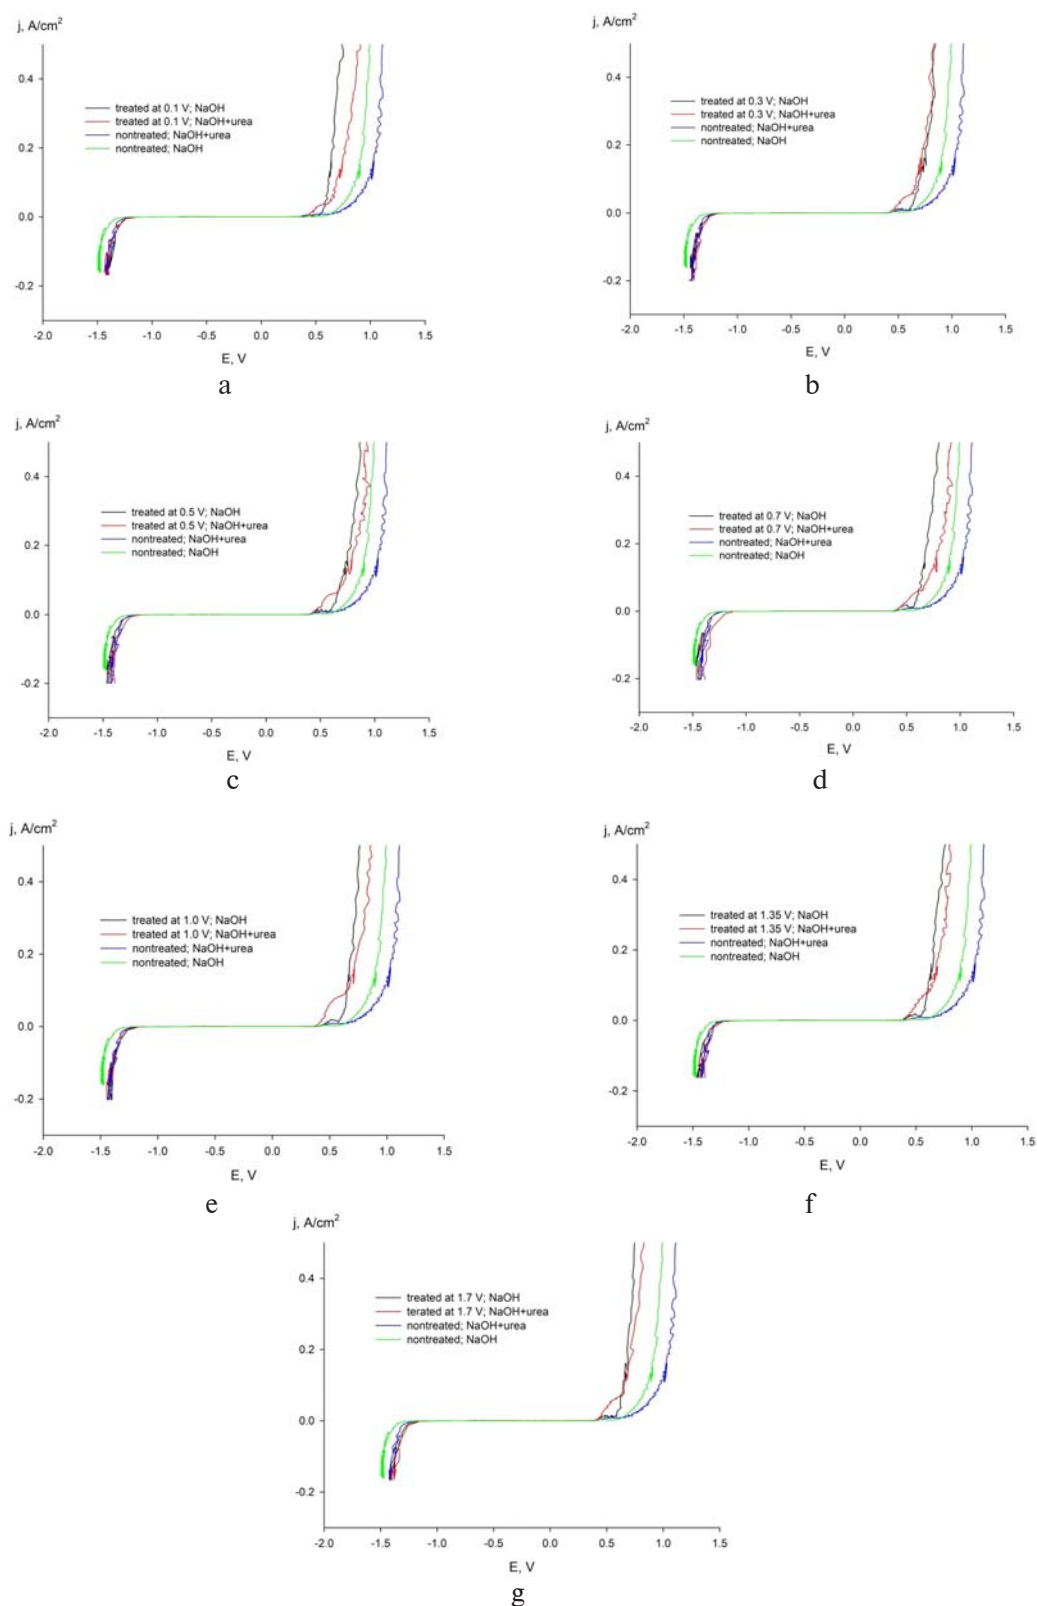 j, A/cm²
0.4
0.2
0.0
-0.2
treated at 0.1 V; NaOH
treated at 0.1 V; NaOH+urea
nontreated; NaOH+urea
nontreated; NaOH
-2.0 -1.5 -1.0 -0.5 0.0 0.5 1.0 1.5
E, V
a
j, A/cm²
0.4
0.2
0.0
-0.2
treated at 0.3 V; NaOH
treated at 0.3 V; NaOH+urea
nontreated; NaOH+urea
nontreated; NaOH
-2.0 -1.5 -1.0 -0.5 0.0 0.5 1.0 1.5
E, V
b
j, A/cm²
0.4
0.2
0.0
-0.2
treated at 0.5 V; NaOH
treated at 0.5 V; NaOH+urea
nontreated; NaOH+urea
nontreated; NaOH
-2.0 -1.5 -1.0 -0.5 0.0 0.5 1.0 1.5
E, V
c
j, A/cm²
0.4
0.2
0.0
-0.2
treated at 0.7 V; NaOH
treated at 0.7 V; NaOH+urea
nontreated; NaOH+urea
nontreated; NaOH
-2.0 -1.5 -1.0 -0.5 0.0 0.5 1.0 1.5
E, V
d
j, A/cm²
0.4
0.2
0.0
-0.2
treated at 1.0 V; NaOH
treated at 1.0 V; NaOH+urea
nontreated; NaOH+urea
nontreated; NaOH
-2.0 -1.5 -1.0 -0.5 0.0 0.5 1.0 1.5
E, V
e
j, A/cm²
0.4
0.2
0.0
-0.2
treated at 1.35 V; NaOH
treated at 1.35 V; NaOH+urea
nontreated; NaOH+urea
nontreated; NaOH
-2.0 -1.5 -1.0 -0.5 0.0 0.5 1.0 1.5
E, V
f
j, A/cm²
0.4
0.2
0.0
-0.2
treated at 1.7 V; NaOH
terated at 1.7 V; NaOH+urea
nontreated; NaOH+urea
nontreated; NaOH
-2.0 -1.5 -1.0 -0.5 0.0 0.5 1.0 1.5
E, V
g